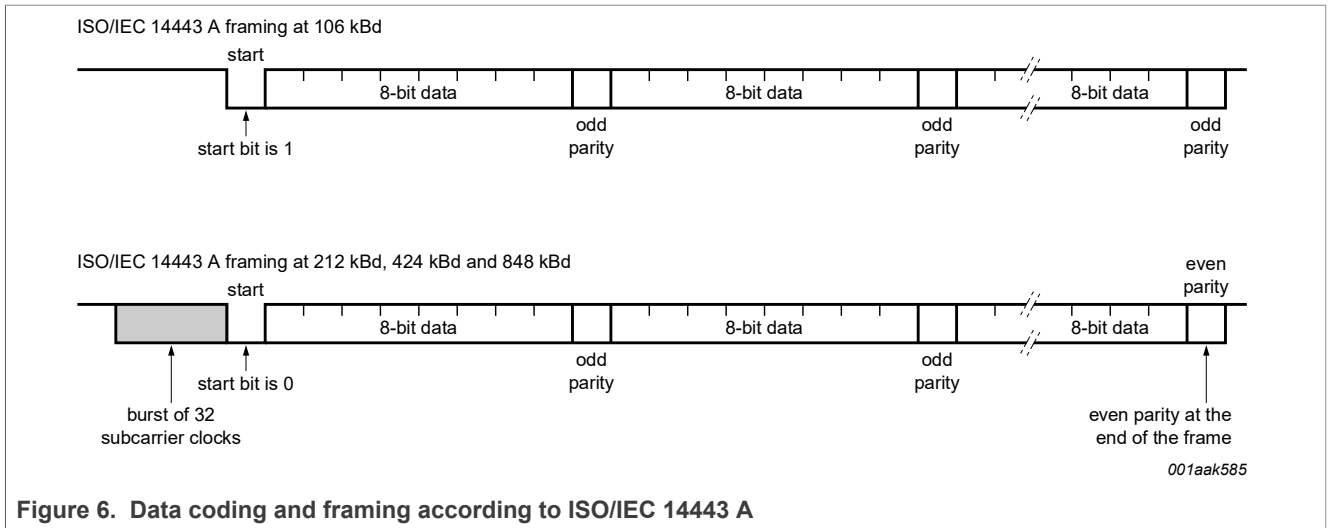 ISO/IEC 14443 A framing at 106 kBd
start
8-bit data
8-bit data
8-bit data
odd
parity
odd
parity
odd
parity
start bit is 1
ISO/IEC 14443 A framing at 212 kBd, 424 kBd and 848 kBd
even
parity
start
8-bit data
8-bit data
8-bit data
odd
parity
odd
parity
start bit is 0
burst of 32
subcarrier clocks
even parity at the
end of the frame
001aak585
Figure 6. Data coding and framing according to ISO/IEC 14443 A